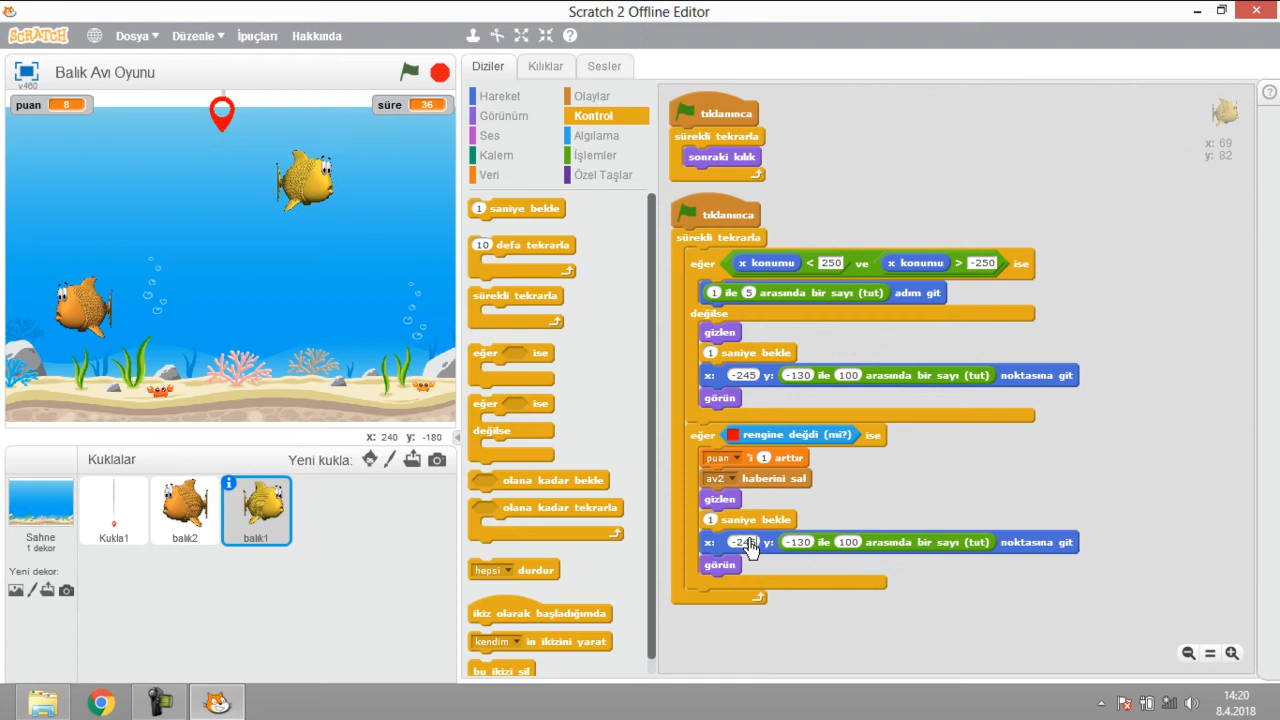 Scratch 2 Offline Editor
SCRATCH Dosya Düzenle İpuçları Hakkında
v460
Balık Avı Oyunu
puan 8
süre 36
Diziler Kılıklar Sesler
Hareket
Görünüm
Ses
Kalem
Veri
Olaylar
Kontrol
Algılama
İşlemler
Özel Taşlar
1 saniye bekle
10 defa tekrarla
sürekli tekrarla
eğer ise
eğer ise
değilse
olana kadar bekle
olana kadar tekrarla
hepsi durdur
ikiz olarak başladığımda
kendim in ikizini yarat
bu ikizi sil
tıklanınca
sürekli tekrarla
sonraki kılık
x: 69
y: 82
tıklanınca
sürekli tekrarla
eğer x konumu < 250 ve x konumu > -250 ise
1 ile 5 arasında bir sayı (tut) adım git
değilse
gizlen
1 saniye bekle
x: -245 y: -130 ile 100 arasında bir sayı (tut) noktasına git
görün
eğer rengine değdi (mi?) ise
puan 'i 1 arttır
av2 haberini sal
gizlen
1 saniye bekle
x: -245 y: -130 ile 100 arasında bir sayı (tut) noktasına git
görün
x: 240 y: -180
Kuklalar Yeni kukla:
Sahne
1 dekor
Yeni dekor:
Kukla1
balık2
balık1
14:20
8.4.2018